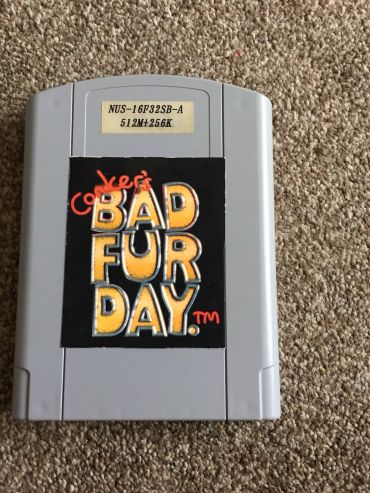 NUS-16F32SB-A
512M+256K
Conker's
BAD
FUR
DAY.TM